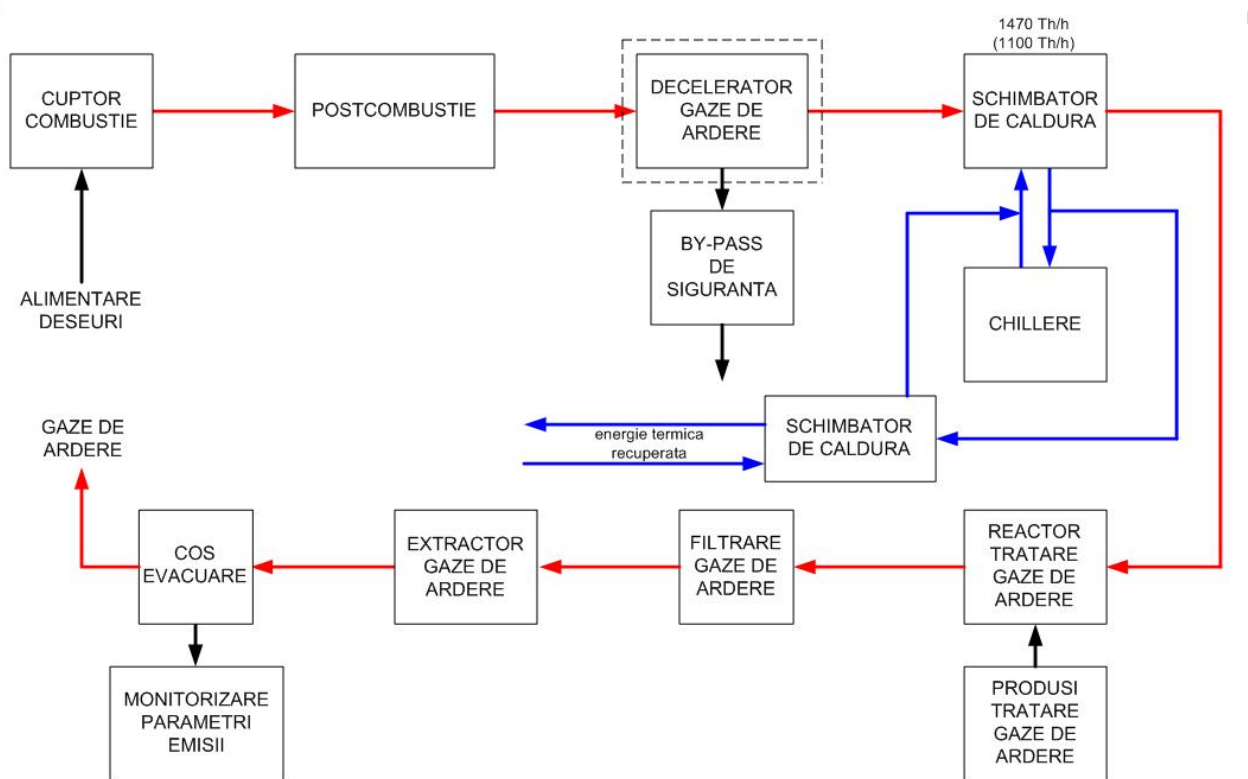 1470 Th/h
(1100 Th/h)
CUPTOR
COMBUSTIE
POSTCOMBUSTIE
DECELERATOR
GAZE DE
ARDERE
SCHIMBATOR
DE CALDURA
ALIMENTARE
DESEURI
BY-PASS
DE
SIGURANTA
CHILLERE
GAZE DE
ARDERE
energie termica
recuperata
SCHIMBATOR
DE CALDURA
COS
EVACUARE
EXTRACTOR
GAZE DE
ARDERE
FILTRARE
GAZE DE
ARDERE
REACTOR
TRATARE
GAZE DE
ARDERE
MONITORIZARE
PARAMETRI
EMISII
PRODUSI
TRATARE
GAZE DE
ARDERE